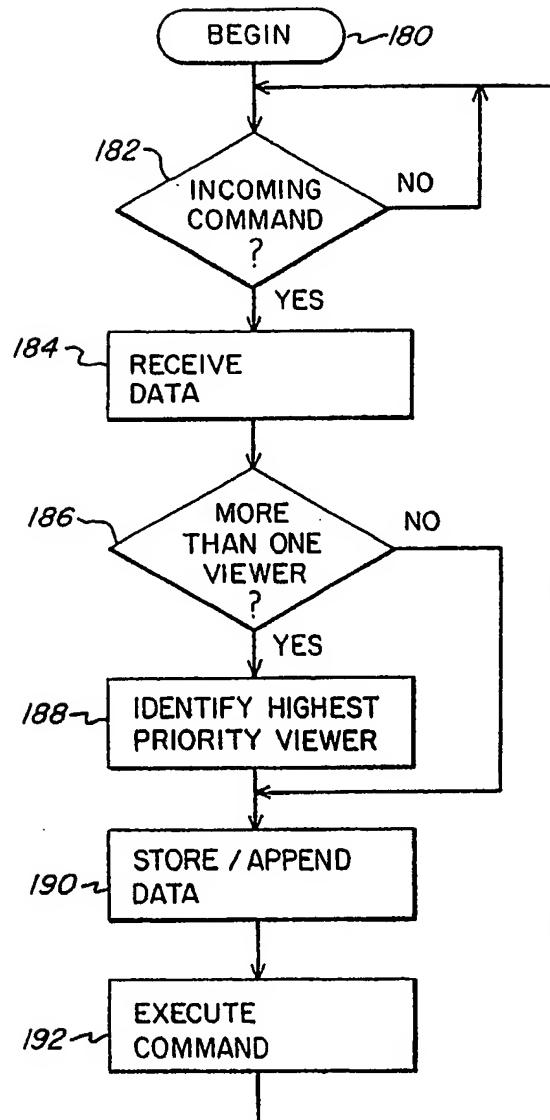 BEGIN
180
182
INCOMING
COMMAND
?
NO
YES
184
RECEIVE
DATA
186
MORE
THAN ONE
VIEWER
?
NO
YES
188
IDENTIFY HIGHEST
PRIORITY VIEWER
190
STORE / APPEND
DATA
192
EXECUTE
COMMAND